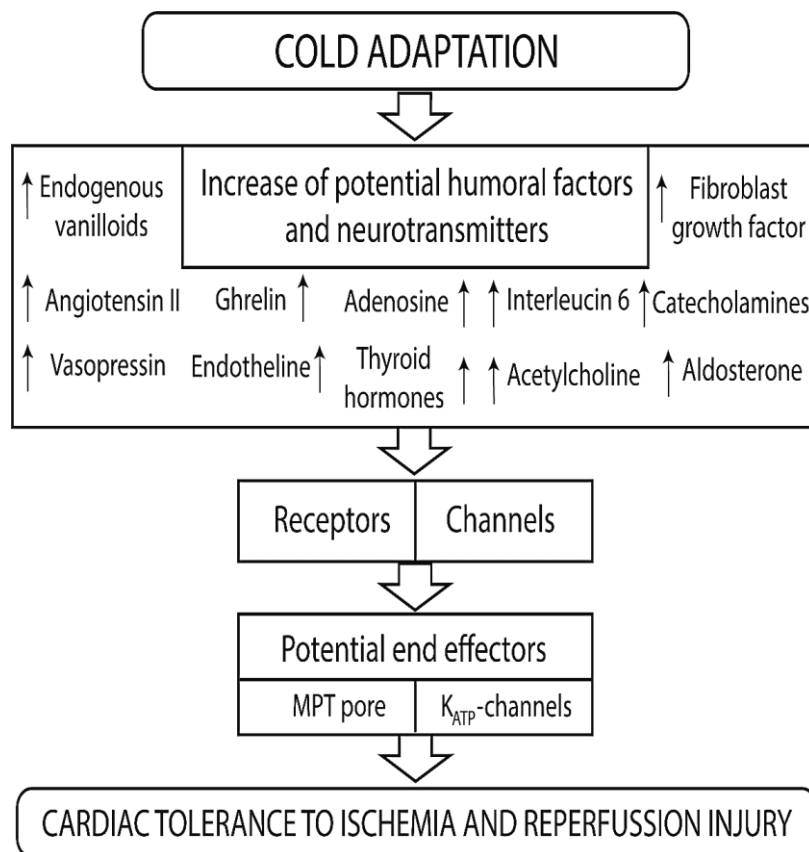 COLD ADAPTATION
↑ Endogenous
vanilloids
Increase of potential humoral factors
and neurotransmitters
↑ Fibroblast
growth factor
↑ Angiotensin II
Ghrelin ↑
Adenosine ↑
↑ Interleucin 6
↑ Catecholamines
↑ Vasopressin
Endotheline ↑
Thyroid
hormones ↑
↑ Acetylcholine
↑ Aldosterone
Receptors
Channels
Potential end effectors
MPT pore
K_ATP-channels
CARDIAC TOLERANCE TO ISCHEMIA AND REPERFUSSION INJURY